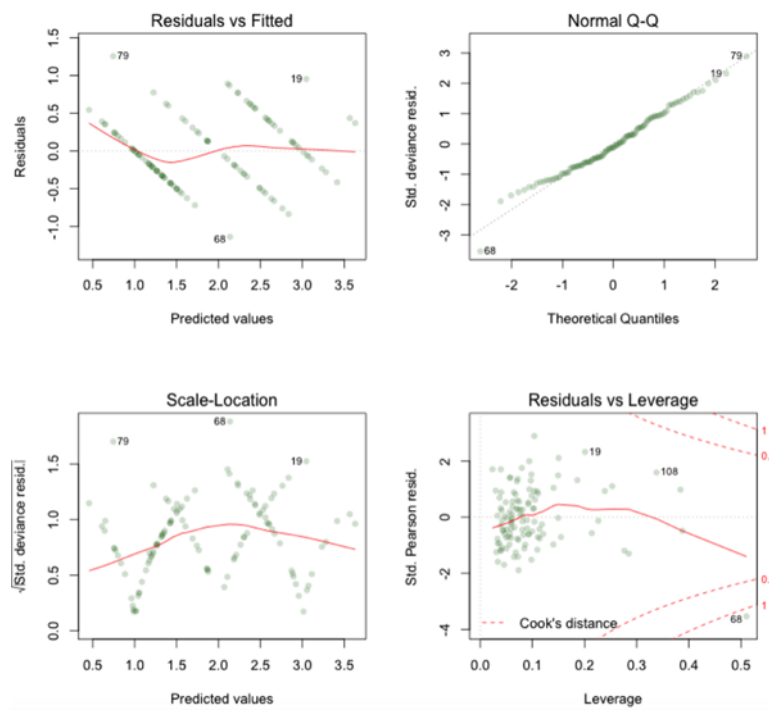 Residuals vs Fitted
1.5
1.0
0.5
0.0
-0.5
-1.0
Residuals
79
19
68
0.5 1.0 1.5 2.0 2.5 3.0 3.5
Predicted values
Normal Q-Q
3
2
1
0
-1
-2
-3
Std. deviance resid.
79
19
68
-2 -1 0 1 2
Theoretical Quantiles
Scale-Location
1.5
1.0
0.5
0.0
√|Std. deviance resid.|
79
68
19
0.5 1.0 1.5 2.0 2.5 3.0 3.5
Predicted values
Residuals vs Leverage
2
0
-2
-4
Std. Pearson resid.
19
108
68
1
0.
0.
1
Cook's distance
0.0 0.1 0.2 0.3 0.4 0.5
Leverage